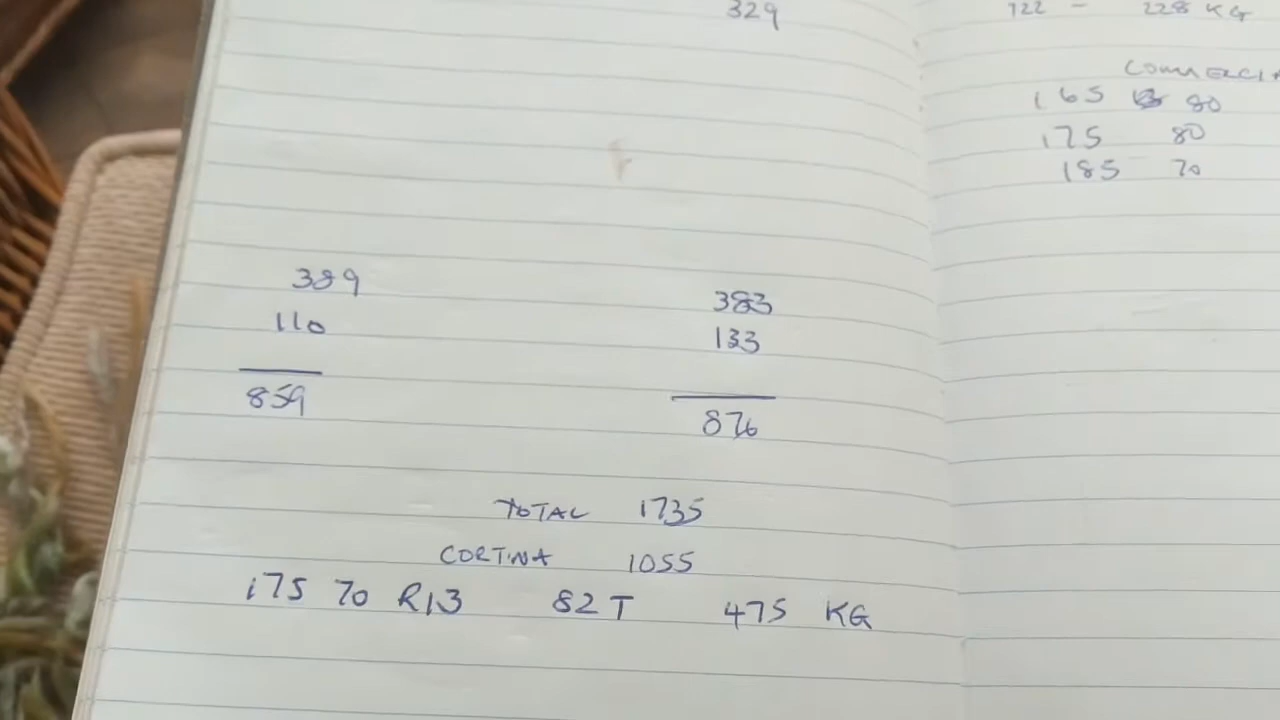 329
389
110
859
383
133
876
TOTAL 1735
CORTINA 1055
175 70 R13 82T 475 KG
722 - 228 KG
165 80
175 80
185 70